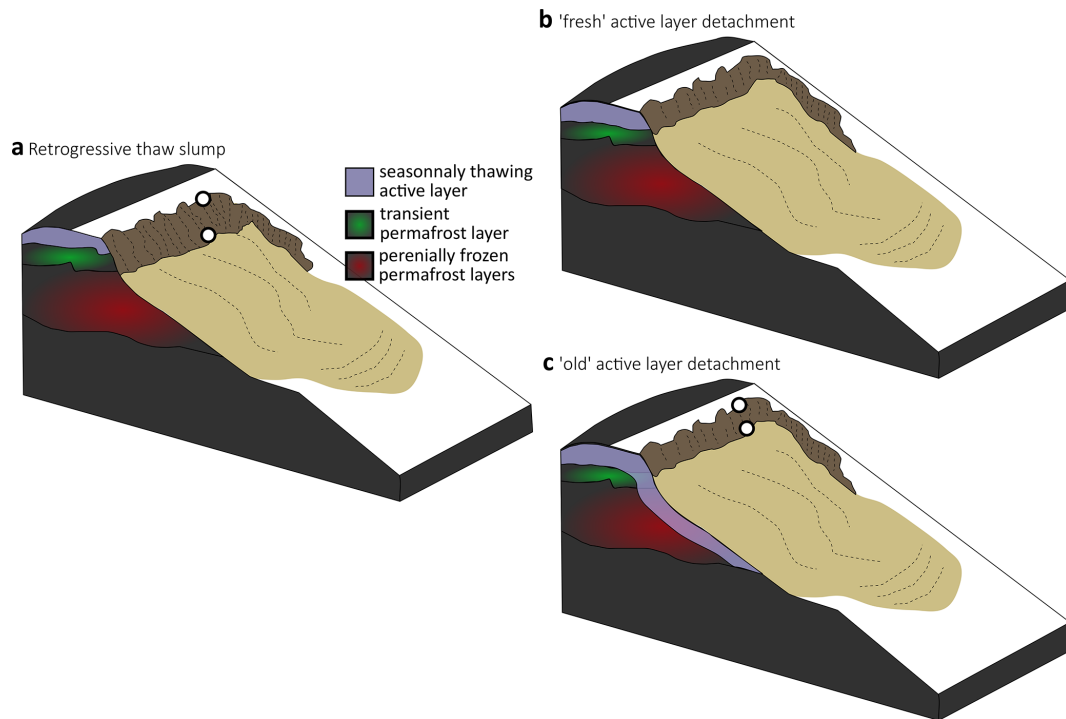 a Retrogressive thaw slump
seasonnaly thawing
active layer
transient
permafrost layer
perenially frozen
permafrost layers
b 'fresh' active layer detachment
c 'old' active layer detachment